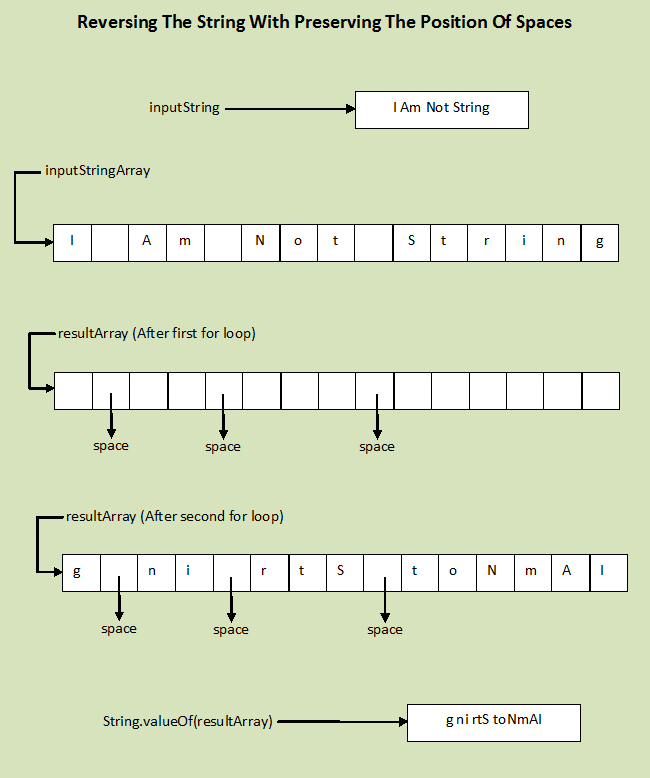 Reversing The String With Preserving The Position Of Spaces
inputString
I Am Not String
inputStringArray
I A m N o t S t r i n g
resultArray (After first for loop)
space space space
resultArray (After second for loop)
g n i r t S t o N m A I
space space space
String.valueOf(resultArray)
g ni rtS toNmAI